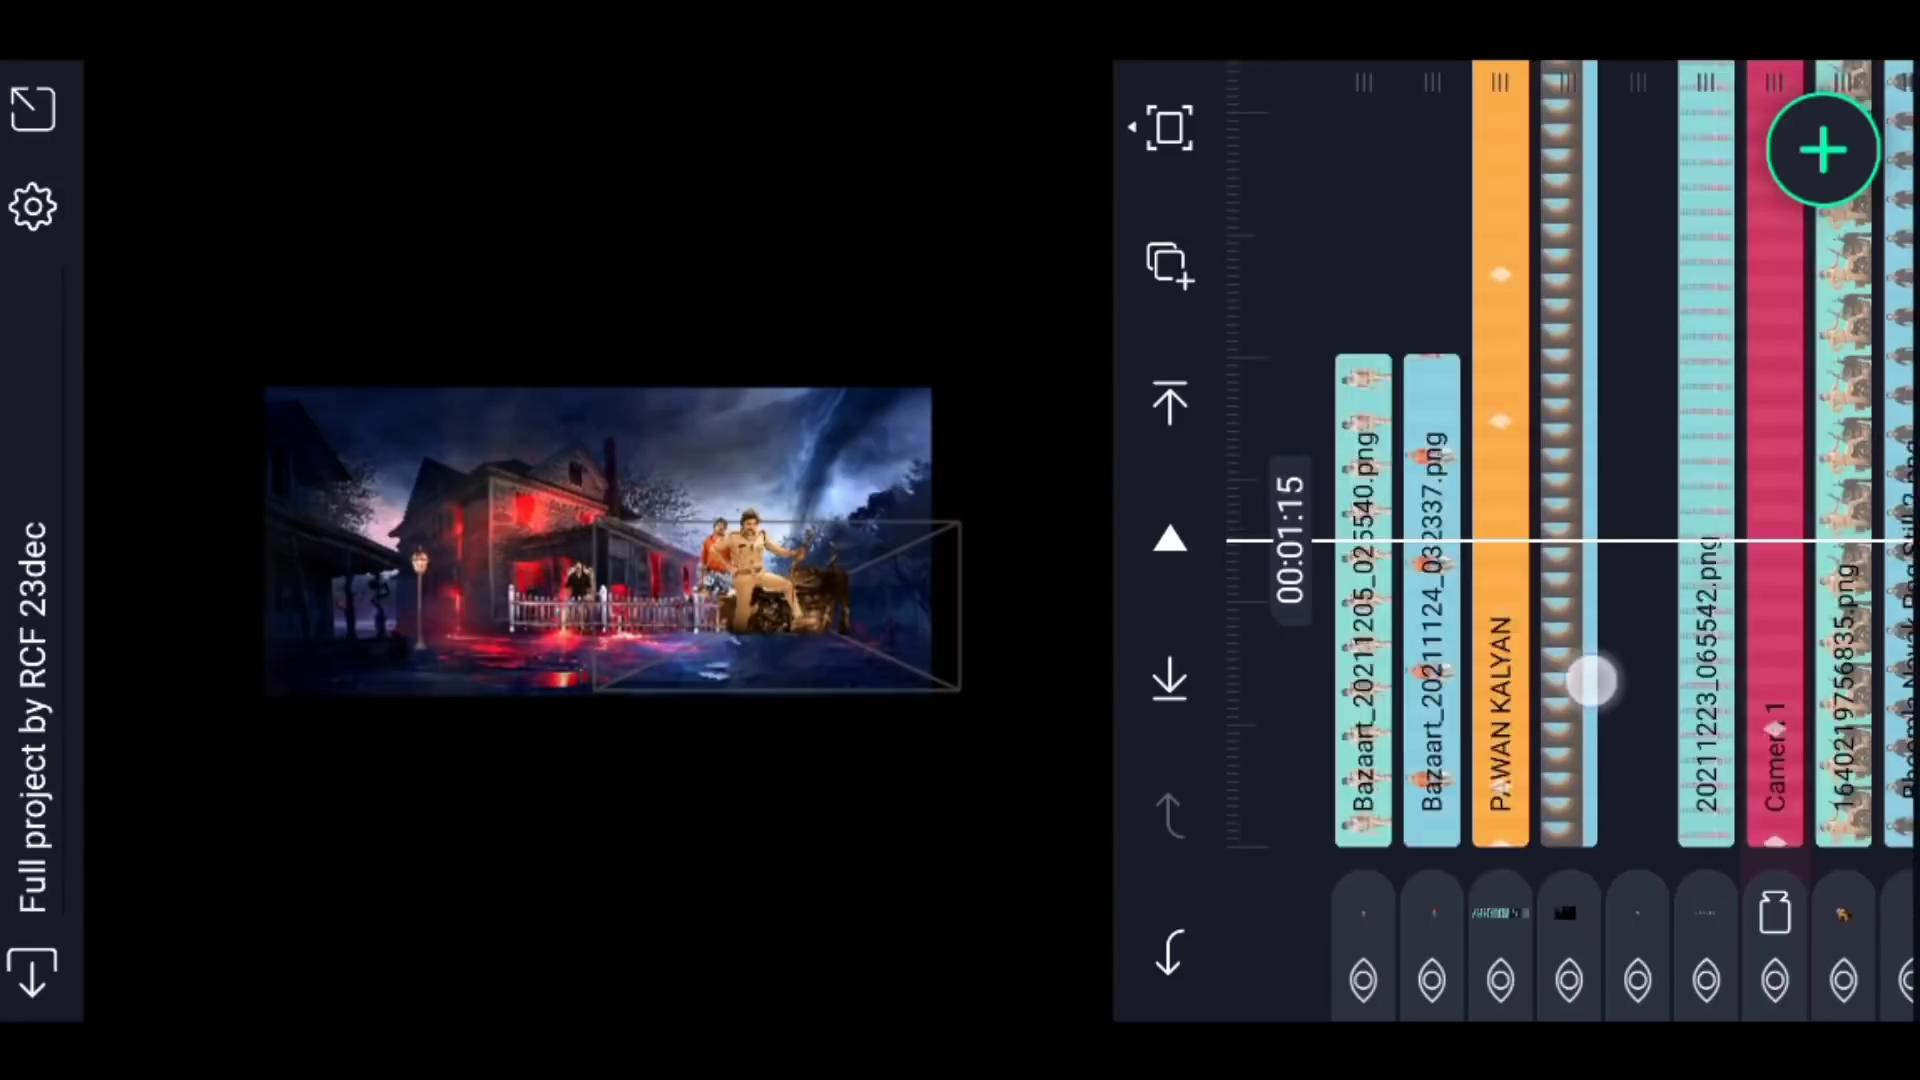 Full project by RCF 23dec
00:01:15
Bazaart_20211205_025540.png
Bazaart_20211124_032337.png
PAWAN KALYAN
20211223_065542.png
Camera 1
1640219756835.png